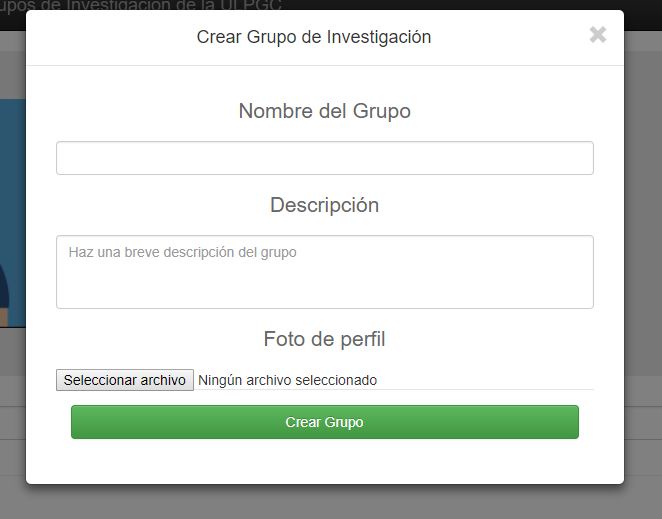 upos de Investigación de la ULPGC
Crear Grupo de Investigación
Nombre del Grupo
Descripción
Haz una breve descripción del grupo
Foto de perfil
Seleccionar archivo Ningún archivo seleccionado
Crear Grupo